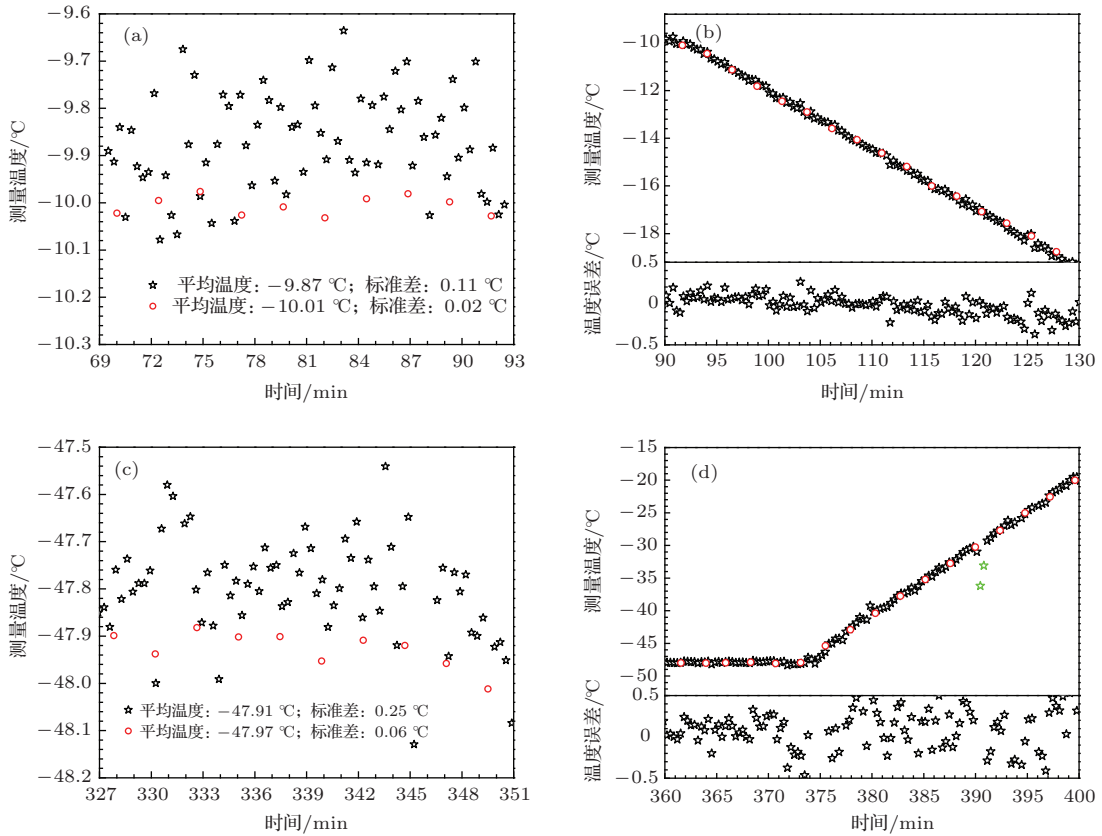 (a)
−9.6
−9.7
−9.8
−9.9
−10.0
−10.1
−10.2
−10.3
测量温度/℃
平均温度: −9.87 ℃; 标准差: 0.11 ℃
平均温度: −10.01 ℃; 标准差: 0.02 ℃
69 72 75 78 81 84 87 90 93
时间/min
(b)
−10
−12
−14
−16
−18
测量温度/℃
0.5
0
−0.5
温度误差/℃
90 95 100 105 110 115 120 125 130
时间/min
(c)
−47.5
−47.6
−47.7
−47.8
−47.9
−48.0
−48.1
−48.2
测量温度/℃
平均温度: −47.91 ℃; 标准差: 0.25 ℃
平均温度: −47.97 ℃; 标准差: 0.06 ℃
327 330 333 336 339 342 345 348 351
时间/min
(d)
−15
−20
−30
−40
−50
测量温度/℃
0.5
0
−0.5
温度误差/℃
360 365 370 375 380 385 390 395 400
时间/min